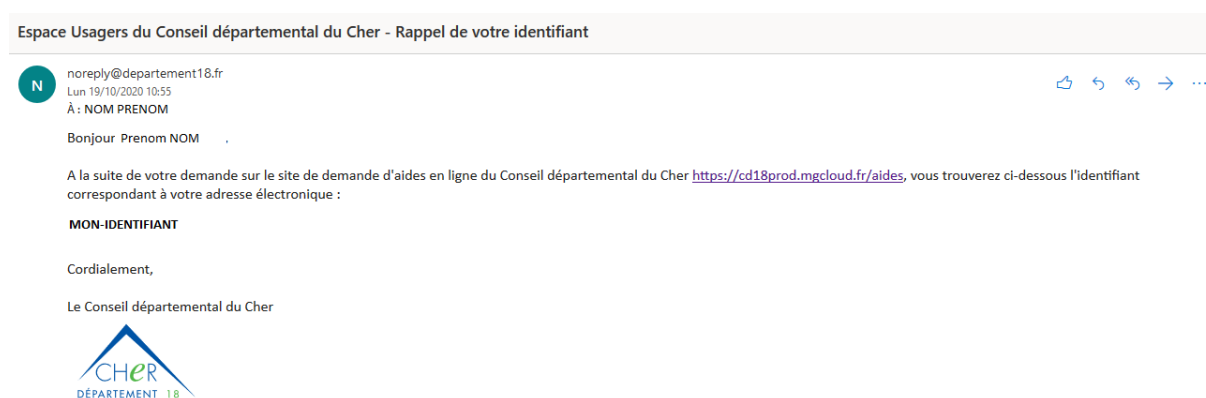 Espace Usagers du Conseil départemental du Cher - Rappel de votre identifiant
N
noreply@departement18.fr
Lun 19/10/2020 10:55
À : NOM PRENOM
Bonjour Prenom NOM ,
A la suite de votre demande sur le site de demande d'aides en ligne du Conseil départemental du Cher https://cd18prod.mgcloud.fr/aides, vous trouverez ci-dessous l'identifiant
correspondant à votre adresse électronique :
MON-IDENTIFIANT
Cordialement,
Le Conseil départemental du Cher
CHeR
DÉPARTEMENT 18